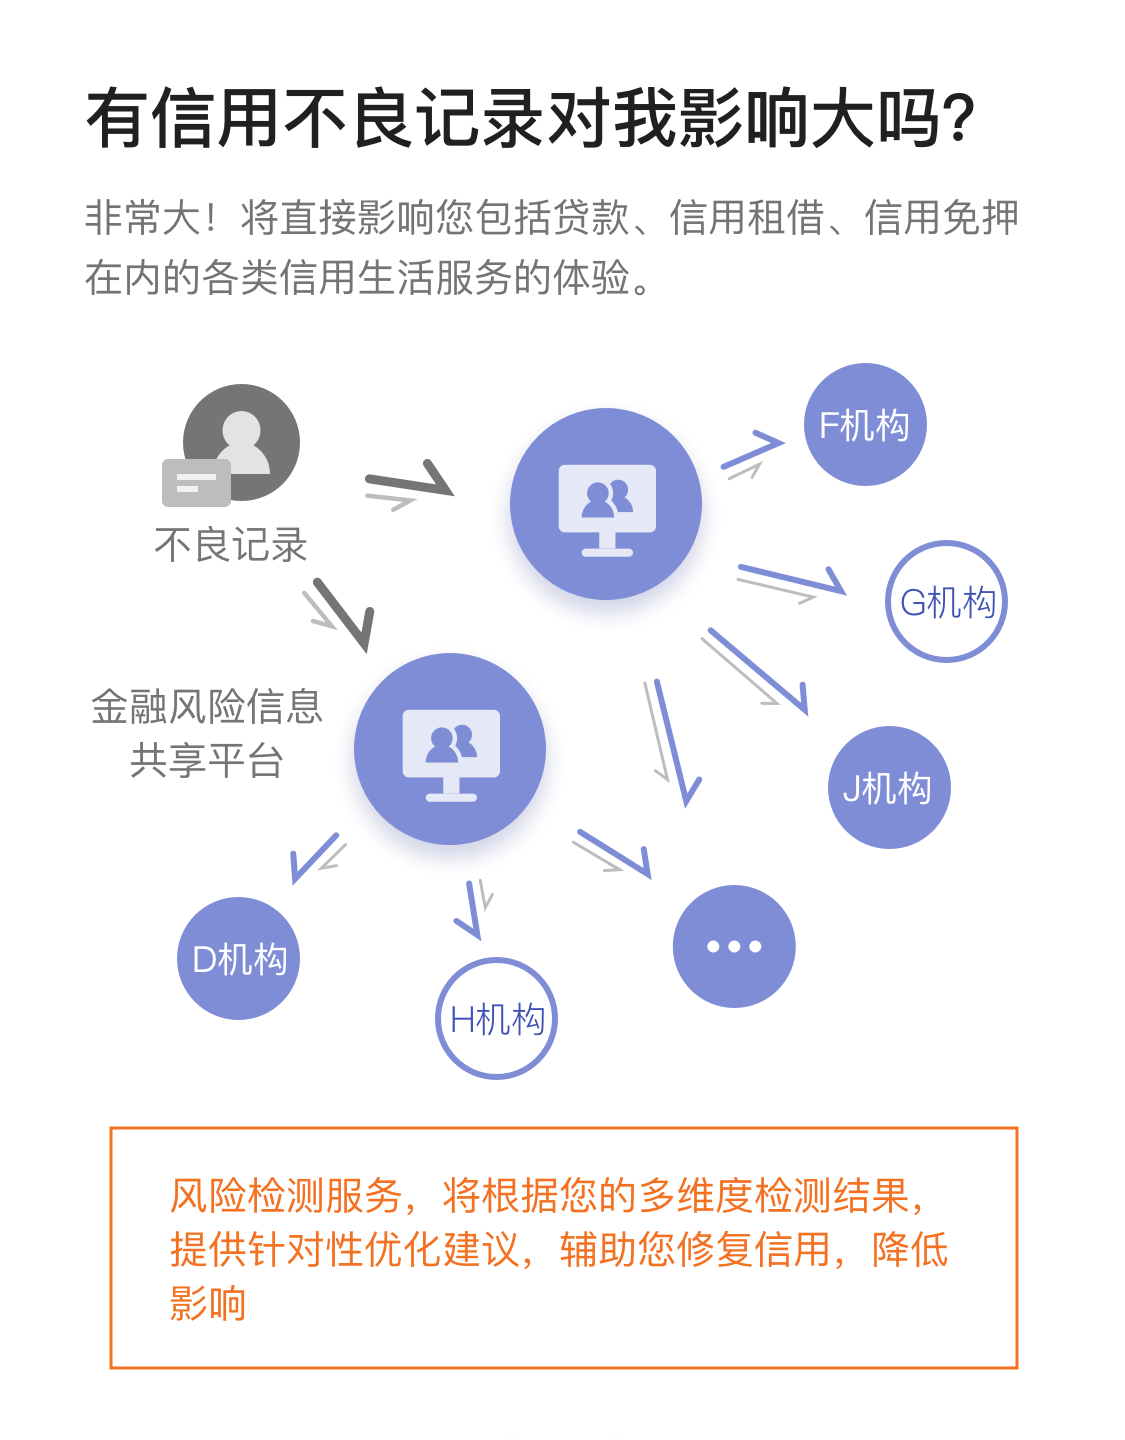 有信用不良记录对我影响大吗?
非常大！将直接影响您包括贷款、信用租借、信用免押
在内的各类信用生活服务的体验。
F机构
不良记录
G机构
金融风险信息
共享平台
J机构
D机构
H机构
风险检测服务，将根据您的多维度检测结果，
提供针对性优化建议，辅助您修复信用，降低
影响